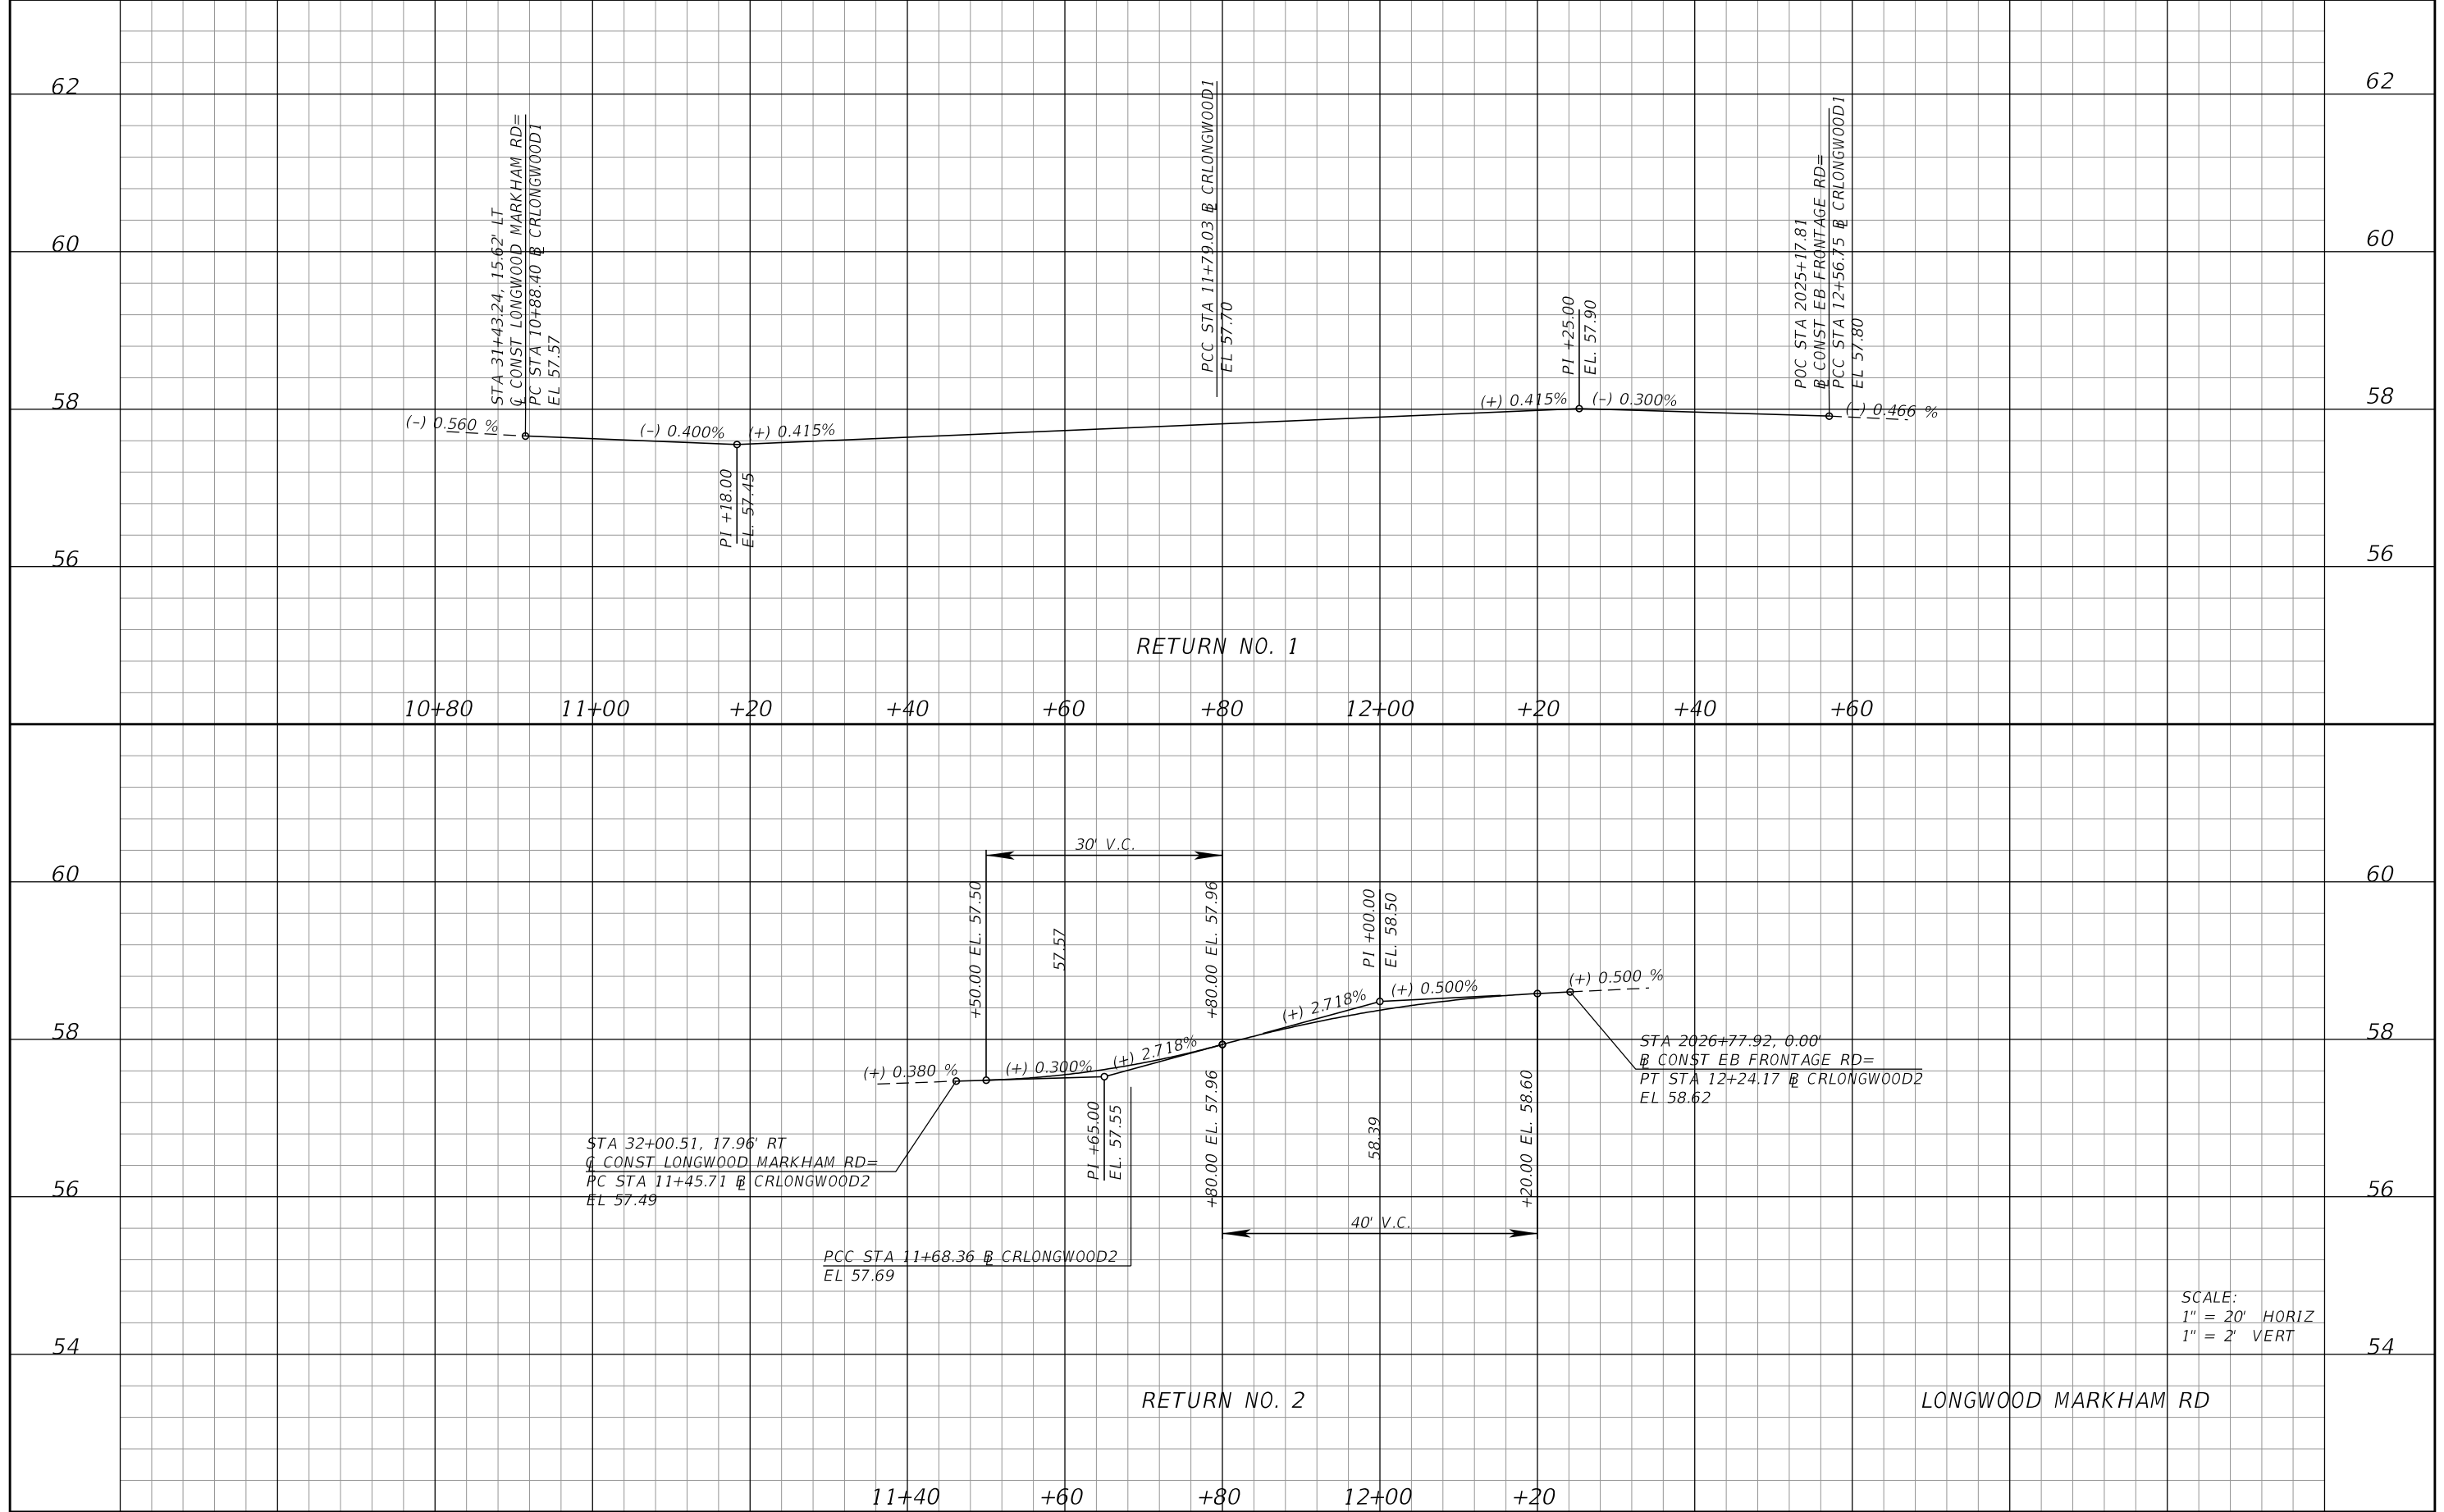 62
62
STA 31+43.24, 15.62' LT
℄ CONST LONGWOOD MARKHAM RD=
PC STA 10+88.40 ⅊ CRLONGWOOD1
EL 57.57
PCC STA 11+79.03 ⅊ CRLONGWOOD1
EL 57.70
POC STA 2025+17.81
⅊ CONST EB FRONTAGE RD=
PCC STA 12+56.75 ⅊ CRLONGWOOD1
EL 57.80
60
60
PI +25.00
EL. 57.90
58
58
(-) 0.560 %
(-) 0.400%
(+) 0.415%
(+) 0.415%
(-) 0.300%
(-) 0.466 %
PI +18.00
EL. 57.45
56
56
RETURN NO. 1
10+80
11+00
+20
+40
+60
+80
12+00
+20
+40
+60
30' V.C.
60
60
+50.00 EL. 57.50
57.57
+80.00 EL. 57.96
PI +00.00
EL. 58.50
58
58
(+) 0.380 %
(+) 0.300%
(+) 2.718%
(+) 2.718%
(+) 0.500%
(+) 0.500 %
STA 2026+77.92, 0.00'
⅊ CONST EB FRONTAGE RD=
PT STA 12+24.17 ⅊ CRLONGWOOD2
EL 58.62
STA 32+00.51, 17.96' RT
℄ CONST LONGWOOD MARKHAM RD=
PC STA 11+45.71 ⅊ CRLONGWOOD2
EL 57.49
PI +65.00
EL. 57.55
+80.00 EL. 57.96
58.39
+20.00 EL. 58.60
56
56
40' V.C.
PCC STA 11+68.36 ⅊ CRLONGWOOD2
EL 57.69
SCALE:
1" = 20' HORIZ
1" = 2' VERT
54
54
RETURN NO. 2
LONGWOOD MARKHAM RD
11+40
+60
+80
12+00
+20